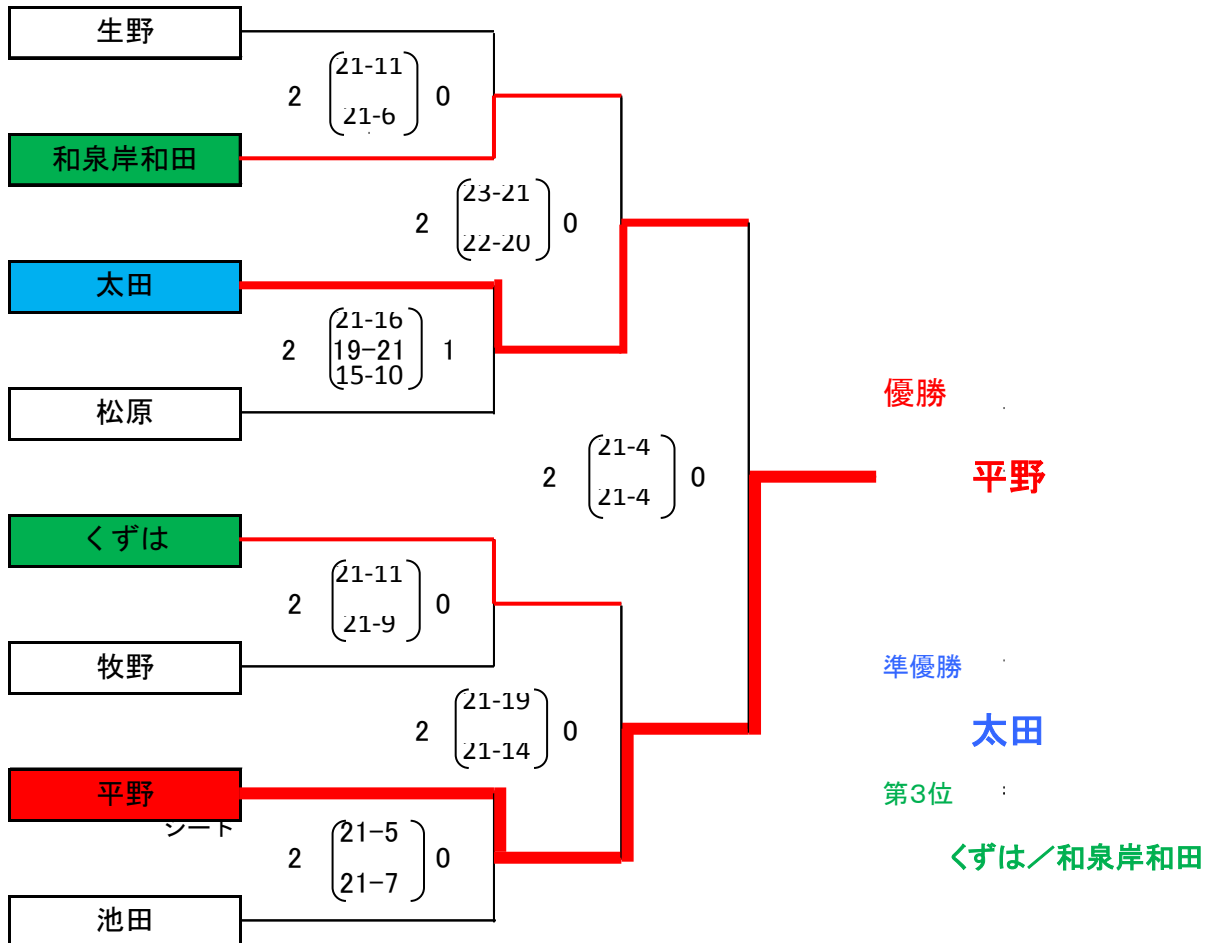 生野
2 21-11 0
21-6
和泉岸和田
2 23-21 0
22-20
太田
2 21-16 1
19-21
15-10
松原
優勝
2 21-4 0
21-4
平野
くずは
2 21-11 0
21-9
牧野
準優勝
2 21-19 0
21-14
太田
平野
シート
第3位
2 21-5 0
21-7
くずは／和泉岸和田
池田